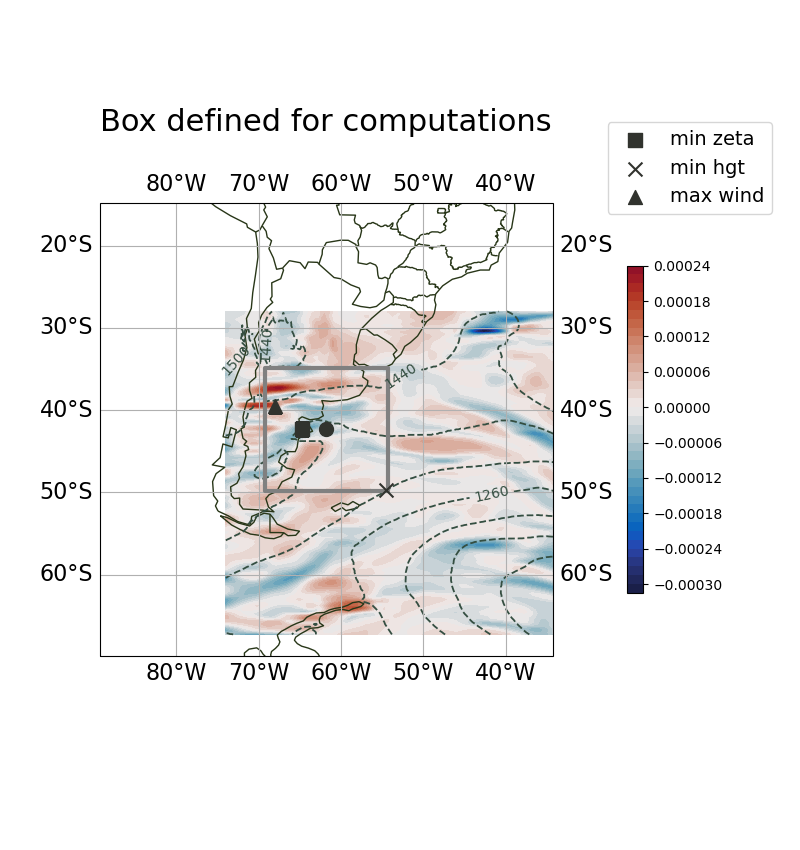 Box defined for computations
min zeta
min hgt
max wind
80°W 70°W 60°W 50°W 40°W
20°S 20°S
30°S 30°S
40°S 40°S
50°S 50°S
60°S 60°S
80°W 70°W 60°W 50°W 40°W
1500
1440
1440
1260
0.00024
0.00018
0.00012
0.00006
0.00000
−0.00006
−0.00012
−0.00018
−0.00024
−0.00030